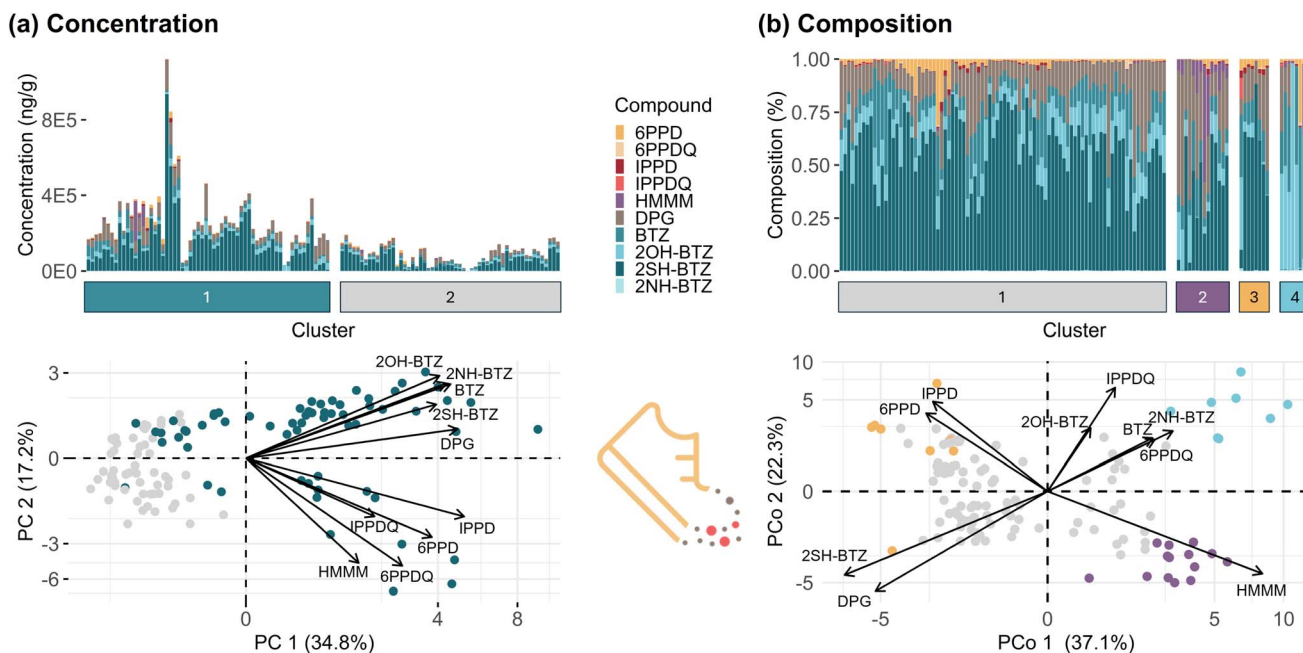 (a) Concentration
Concentration (ng/g)
8E5
4E5
0E0
1
2
Cluster
3
0
-3
-6
PC 2 (17.2%)
2OH-BTZ
2NH-BTZ
BTZ
2SH-BTZ
DPG
IPPDQ
IPPD
6PPD
HMMM
6PPDQ
0
4
8
PC 1 (34.8%)
Compound
6PPD
6PPDQ
IPPD
IPPDQ
HMMM
DPG
BTZ
2OH-BTZ
2SH-BTZ
2NH-BTZ
(b) Composition
Composition (%)
1.00
0.75
0.50
0.25
0.00
1
2
3
4
Cluster
10
5
0
-5
PCo 2 (22.3%)
IPPDQ
IPPD
6PPD
2OH-BTZ
2NH-BTZ
BTZ
6PPDQ
2SH-BTZ
DPG
HMMM
-5
0
5
10
PCo 1 (37.1%)